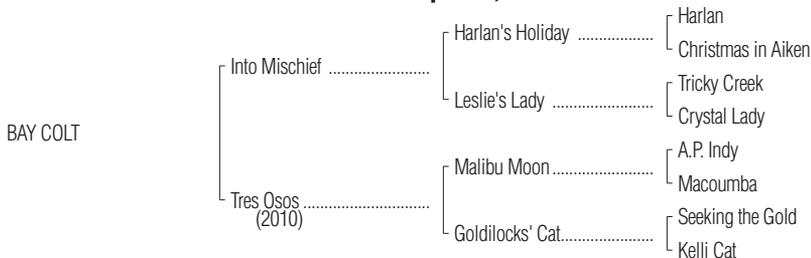 Harlan
Harlan's Holiday ..................
Christmas in Aiken
Into Mischief ........................
Tricky Creek
Leslie's Lady ........................
Crystal Lady
BAY COLT
A.P. Indy
Malibu Moon ........................
Macoumba
Tres Osos ..............................
(2010)
Seeking the Gold
Goldilocks' Cat......................
Kelli Cat